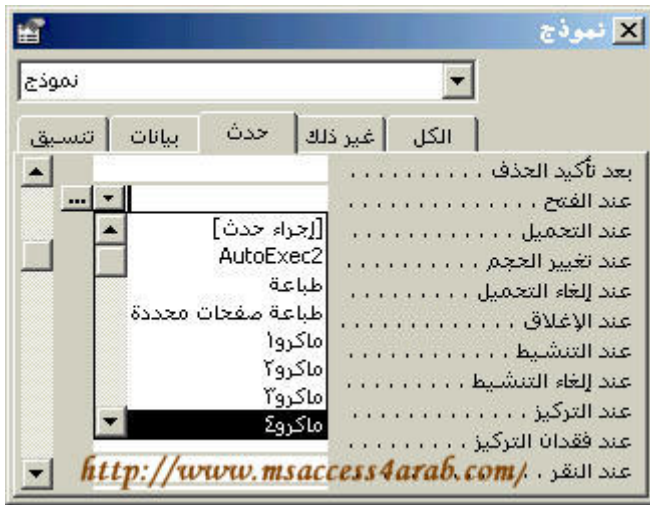 نموذج
نموذج
الكل
غير ذلك
حدث
بيانات
تنسيق
بعد تأكيد الحذف . . . . . . . . . .
عند الفتح . . . . . . . . . . . . . .
...
عند التحميل . . . . . . . . . . . .
عند تغيير الحجم . . . . . . . . . .
عند إلغاء التحميل . . . . . . . . .
عند الإغلاق . . . . . . . . . . . . .
عند التنشيط . . . . . . . . . . . .
عند إلغاء التنشيط . . . . . . . . .
عند التركيز . . . . . . . . . . . . .
عند فقدان التركيز . . . . . . . . .
عند النقر . . . . . . . . . . . . . .
[إجراء حدث]
AutoExec2
طباعة
طباعة صفحات محددة
ماكرو١
ماكرو٢
ماكرو٣
ماكرو٤
http://www.msaccess4arab.com/